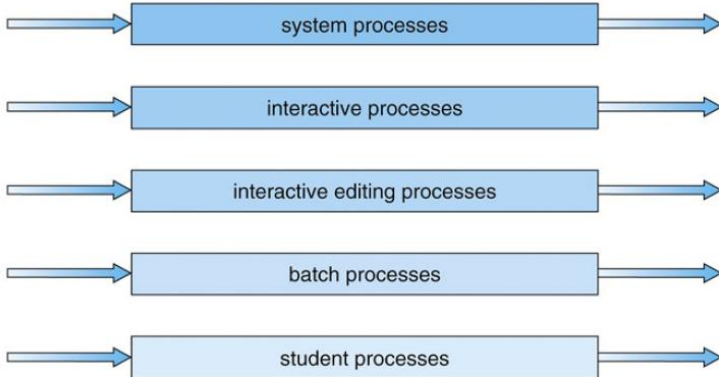 system processes
interactive processes
interactive editing processes
batch processes
student processes